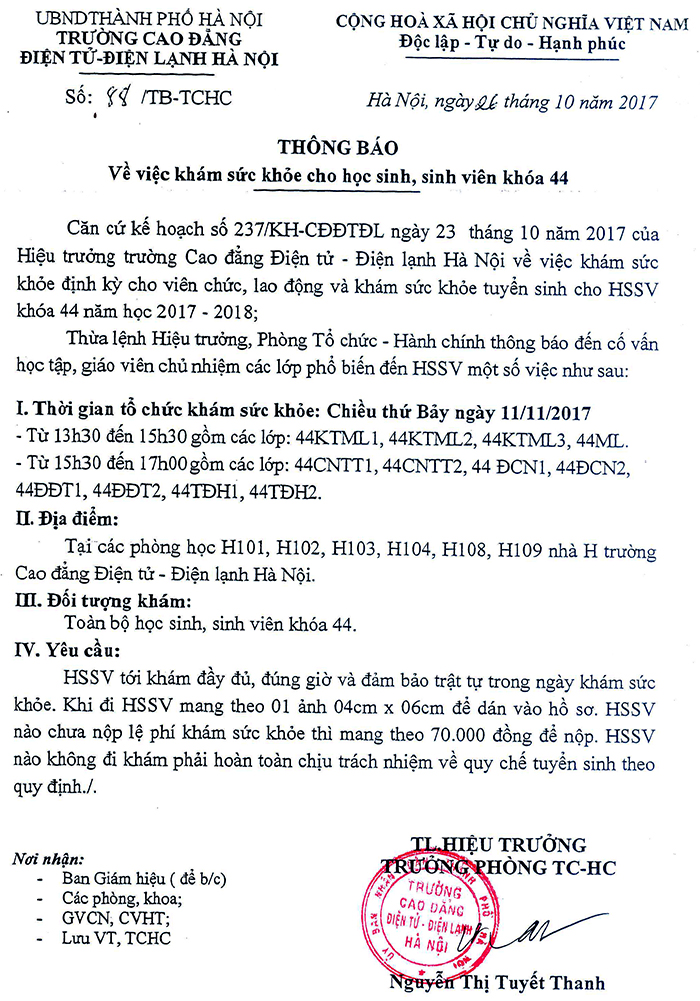 UBND THÀNH PHỐ HÀ NỘI
TRƯỜNG CAO ĐẲNG
ĐIỆN TỬ-ĐIỆN LẠNH HÀ NỘI
Số: /TB-TCHC
CỘNG HOÀ XÃ HỘI CHỦ NGHĨA VIỆT NAM
Độc lập - Tự do - Hạnh phúc
Hà Nội, ngày 26 tháng 10 năm 2017
THÔNG BÁO
Về việc khám sức khỏe cho học sinh, sinh viên khóa 44
Căn cứ kế hoạch số 237/KH-CĐĐTĐL ngày 23 tháng 10 năm 2017 của
Hiệu trưởng trường Cao đẳng Điện tử - Điện lạnh Hà Nội về việc khám sức
khỏe định kỳ cho viên chức, lao động và khám sức khỏe tuyển sinh cho HSSV
khóa 44 năm học 2017 - 2018;
Thừa lệnh Hiệu trưởng, Phòng Tổ chức - Hành chính thông báo đến cố vấn
học tập, giáo viên chủ nhiệm các lớp phổ biến đến HSSV một số việc như sau:
I. Thời gian tổ chức khám sức khỏe: Chiều thứ Bảy ngày 11/11/2017
- Từ 13h30 đến 15h30 gồm các lớp: 44KTML1, 44KTML2, 44KTML3, 44ML.
- Từ 15h30 đến 17h00 gồm các lớp: 44CNTT1, 44CNTT2, 44 ĐCN1, 44ĐCN2,
44ĐĐT1, 44ĐĐT2, 44TĐH1, 44TĐH2.
II. Địa điểm:
Tại các phòng học H101, H102, H103, H104, H108, H109 nhà H trường
Cao đẳng Điện tử - Điện lạnh Hà Nội.
III. Đối tượng khám:
Toàn bộ học sinh, sinh viên khóa 44.
IV. Yêu cầu:
HSSV tới khám đầy đủ, đúng giờ và đảm bảo trật tự trong ngày khám sức
khỏe. Khi đi HSSV mang theo 01 ảnh 04cm x 06cm để dán vào hồ sơ. HSSV
nào chưa nộp lệ phí khám sức khỏe thì mang theo 70.000 đồng để nộp. HSSV
nào không đi khám phải hoàn toàn chịu trách nhiệm về quy chế tuyển sinh theo
quy định./.
Nơi nhận:
- Ban Giám hiệu ( để b/c)
- Các phòng, khoa;
- GVCN, CVHT;
- Lưu VT, TCHC
TL.HIỆU TRƯỞNG
TRƯỞNG PHÒNG TC-HC
ỦY BAN NHÂN DÂN THÀNH PHỐ HÀ NỘI
TRƯỜNG
CAO ĐẲNG
ĐIỆN TỬ - ĐIỆN LẠNH
HÀ NỘI
Nguyễn Thị Tuyết Thanh